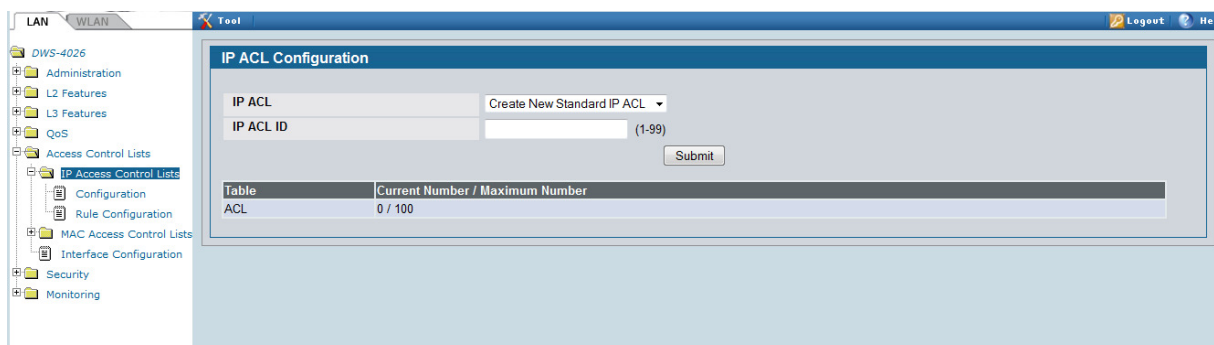 LAN WLAN Tool Logout He
DWS-4026
Administration
L2 Features
L3 Features
QoS
Access Control Lists
IP Access Control Lists
Configuration
Rule Configuration
MAC Access Control Lists
Interface Configuration
Security
Monitoring
IP ACL Configuration
IP ACL Create New Standard IP ACL
IP ACL ID (1-99)
Submit
Table Current Number / Maximum Number
ACL 0 / 100